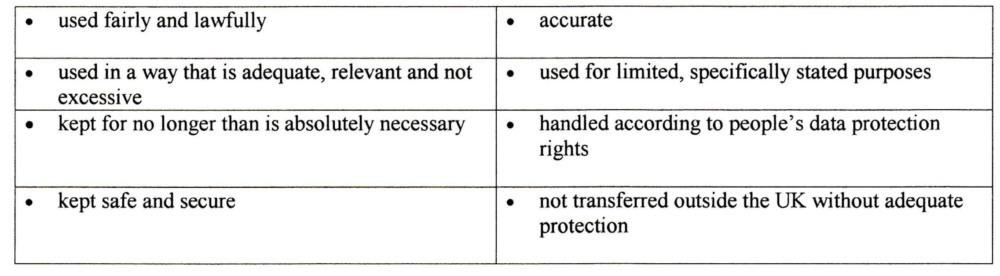 • used fairly and lawfully
• accurate
• used in a way that is adequate, relevant and not
excessive
• used for limited, specifically stated purposes
• kept for no longer than is absolutely necessary
• handled according to people's data protection
rights
• kept safe and secure
• not transferred outside the UK without adequate
protection